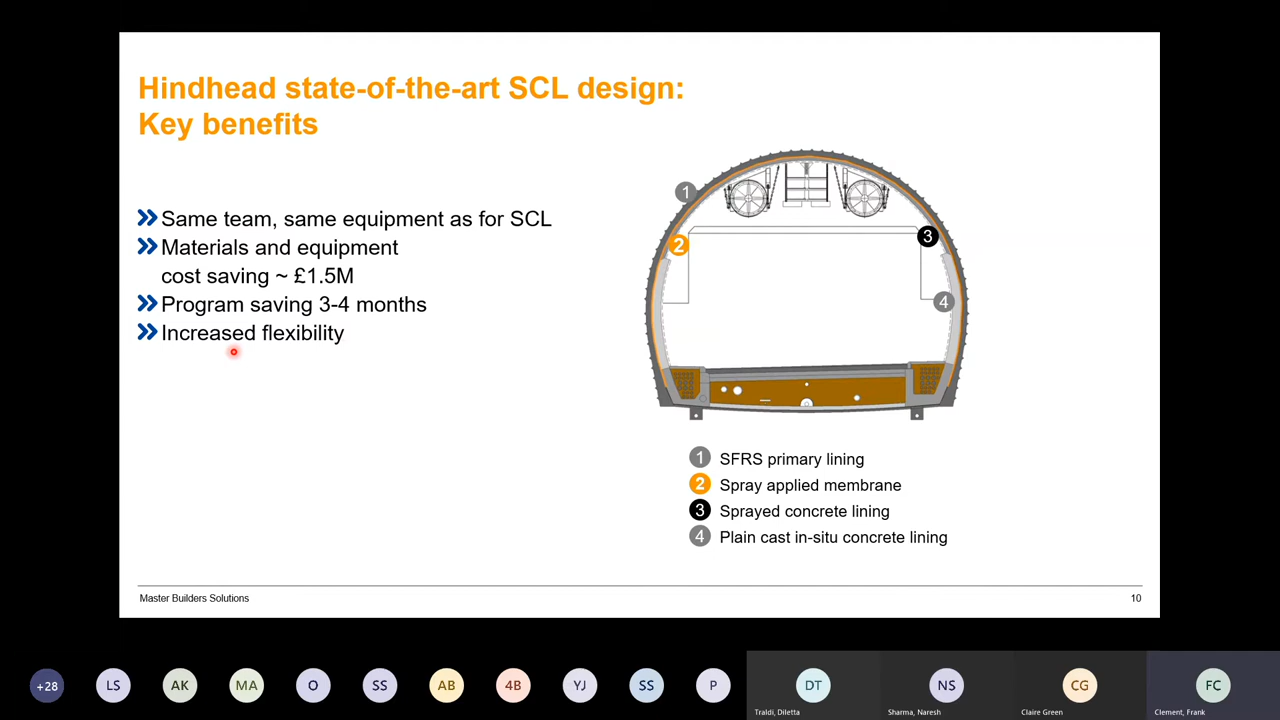 Hindhead state-of-the-art SCL design:
Key benefits
Same team, same equipment as for SCL
Materials and equipment
cost saving ~ £1.5M
Program saving 3-4 months
Increased flexibility
1
2
3
4
1 SFRS primary lining
2 Spray applied membrane
3 Sprayed concrete lining
4 Plain cast in-situ concrete lining
Master Builders Solutions 10
+28 LS AK MA O SS AB 4B YJ SS P DT NS CG FC
Traldi, Diletta Sharma, Naresh Claire Green Clement, Frank